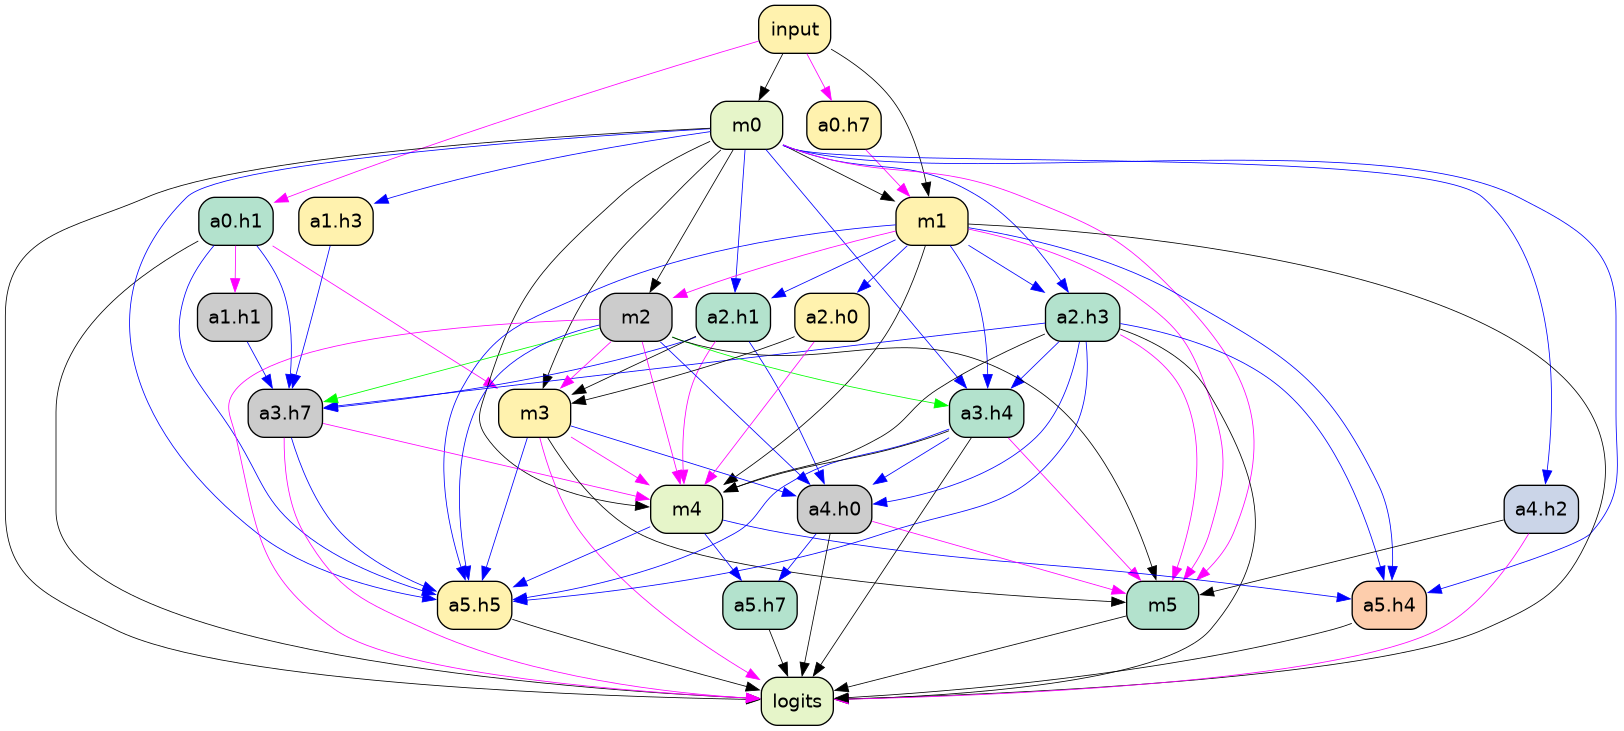 input
m0
a0.h7
a0.h1
a1.h3
m1
a1.h1
m2
a2.h1
a2.h0
a2.h3
a3.h7
m3
a3.h4
m4
a4.h0
a4.h2
a5.h5
a5.h7
m5
a5.h4
logits